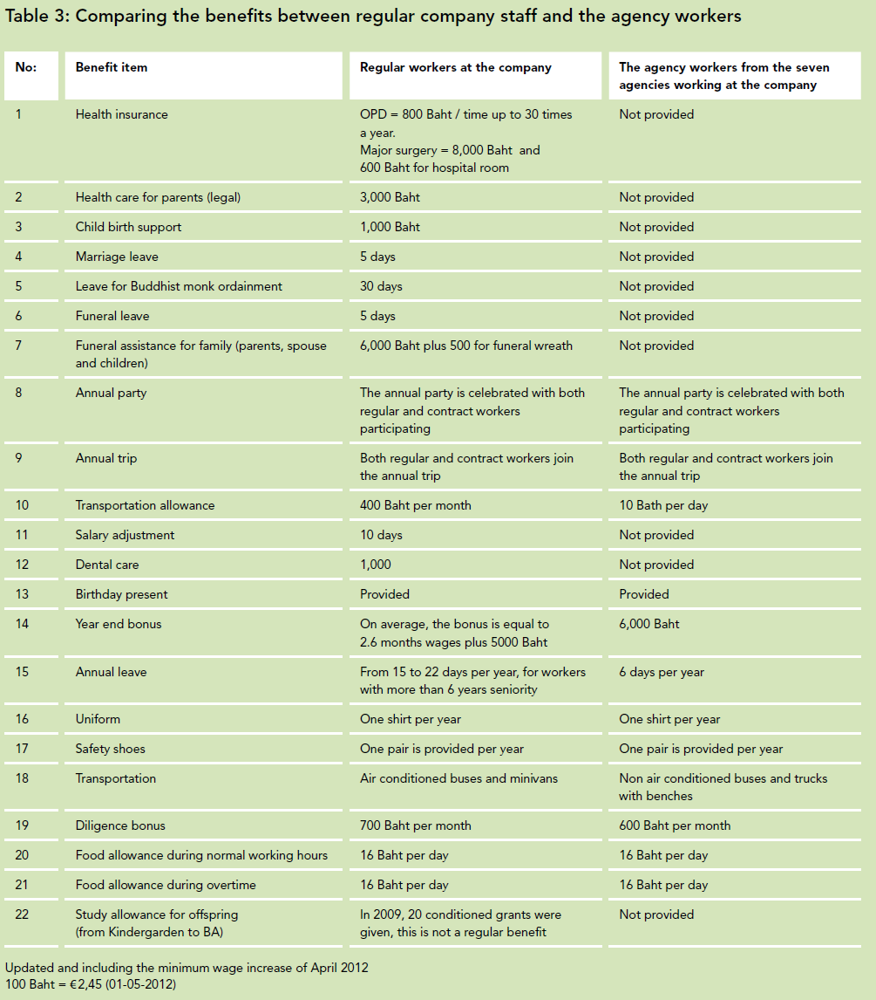 Table 3: Comparing the benefits between regular company staff and the agency workers
No: Benefit item Regular workers at the company The agency workers from the seven
agencies working at the company
1 Health insurance OPD = 800 Baht / time up to 30 times Not provided
a year.
Major surgery = 8,000 Baht and
600 Baht for hospital room
2 Health care for parents (legal) 3,000 Baht Not provided
3 Child birth support 1,000 Baht Not provided
4 Marriage leave 5 days Not provided
5 Leave for Buddhist monk ordainment 30 days Not provided
6 Funeral leave 5 days Not provided
7 Funeral assistance for family (parents, spouse 6,000 Baht plus 500 for funeral wreath Not provided
and children)
8 Annual party The annual party is celebrated with both The annual party is celebrated with both
regular and contract workers regular and contract workers
participating participating
9 Annual trip Both regular and contract workers join Both regular and contract workers join
the annual trip the annual trip
10 Transportation allowance 400 Baht per month 10 Bath per day
11 Salary adjustment 10 days Not provided
12 Dental care 1,000 Not provided
13 Birthday present Provided Provided
14 Year end bonus On average, the bonus is equal to 6,000 Baht
2.6 months wages plus 5000 Baht
15 Annual leave From 15 to 22 days per year, for workers 6 days per year
with more than 6 years seniority
16 Uniform One shirt per year One shirt per year
17 Safety shoes One pair is provided per year One pair is provided per year
18 Transportation Air conditioned buses and minivans Non air conditioned buses and trucks
with benches
19 Diligence bonus 700 Baht per month 600 Baht per month
20 Food allowance during normal working hours 16 Baht per day 16 Baht per day
21 Food allowance during overtime 16 Baht per day 16 Baht per day
22 Study allowance for offspring In 2009, 20 conditioned grants were Not provided
(from Kindergarden to BA) given, this is not a regular benefit
Updated and including the minimum wage increase of April 2012
100 Baht = €2,45 (01-05-2012)